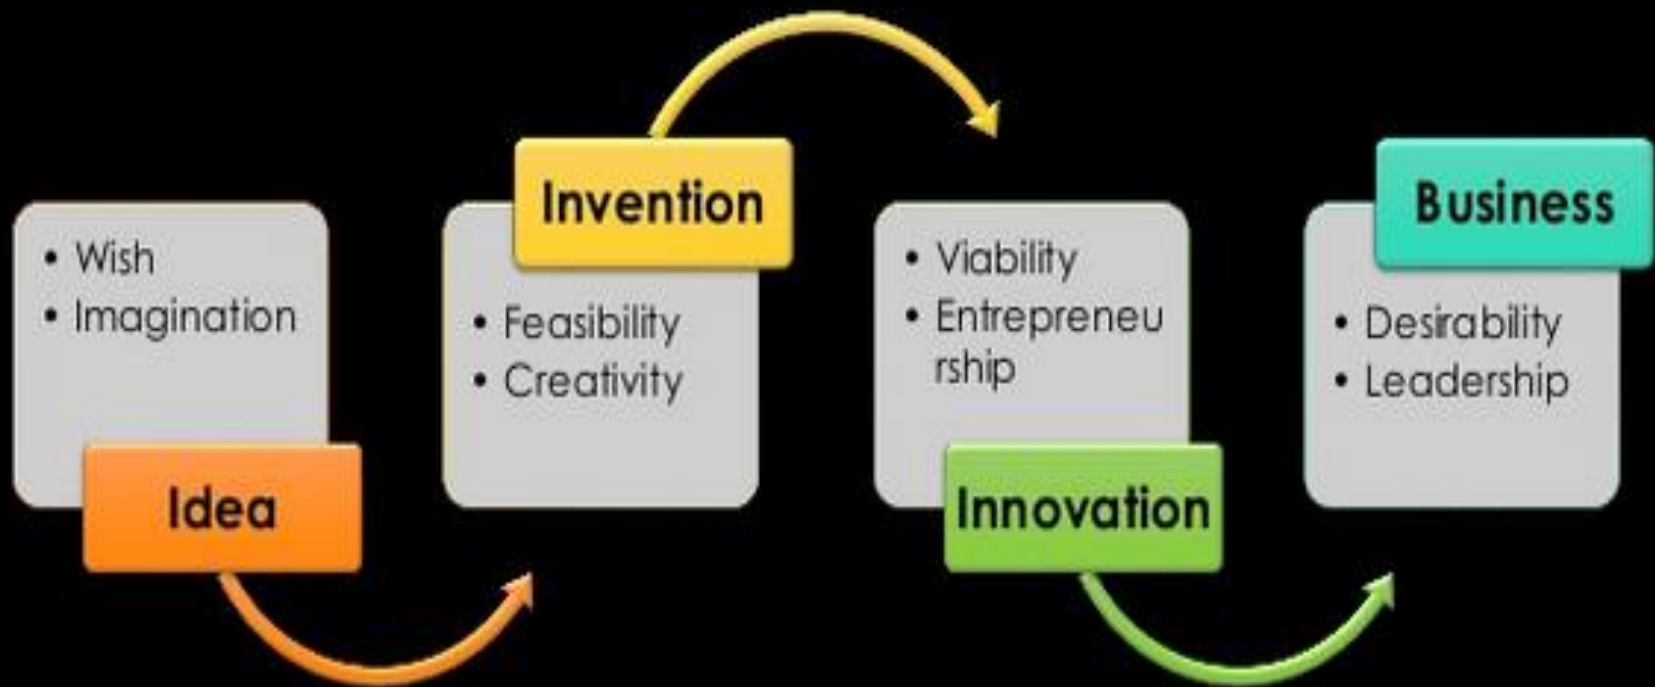 • Wish
• Imagination
Idea
Invention
• Feasibility
• Creativity
• Viability
• Entrepreneu
rship
Innovation
Business
• Desirability
• Leadership